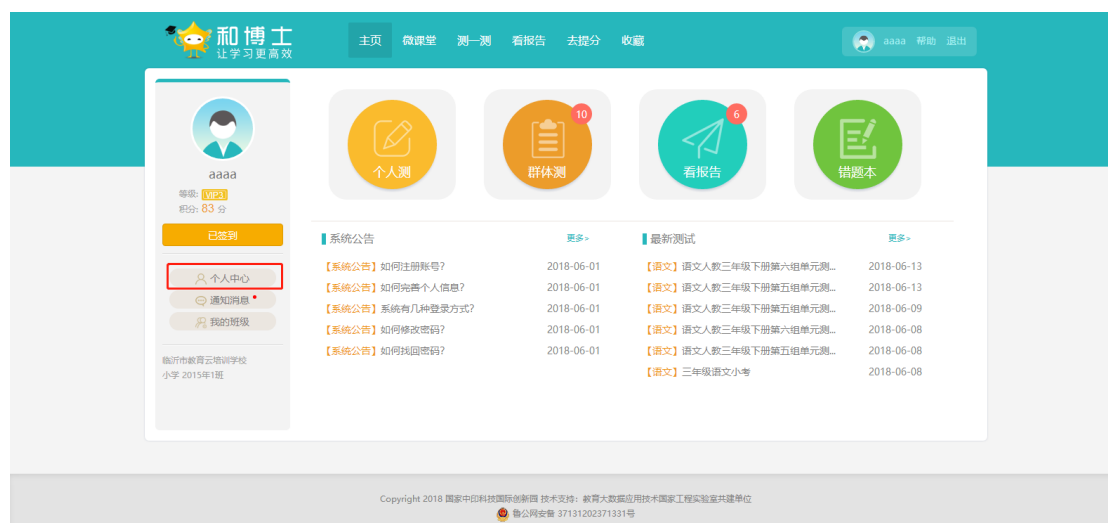 和博士
让学习更高效
主页 微课堂 测一测 看报告 去提分 收藏
aaaa 帮助 退出
aaaa
等级: VIP3
积分: 83 分
已签到
个人中心
通知消息
我的班级
临沂市教育云培训学校
小学 2015年1班
个人测
10
群体测
6
看报告
错题本
系统公告 更多>
【系统公告】如何注册账号? 2018-06-01
【系统公告】如何完善个人信息? 2018-06-01
【系统公告】系统有几种登录方式? 2018-06-01
【系统公告】如何修改密码? 2018-06-01
【系统公告】如何找回密码? 2018-06-01
最新测试 更多>
【语文】语文人教三年级下册第六组单元测... 2018-06-13
【语文】语文人教三年级下册第五组单元测... 2018-06-13
【语文】语文人教三年级下册第五组单元测... 2018-06-09
【语文】语文人教三年级下册第六组单元测... 2018-06-08
【语文】语文人教三年级下册第五组单元测... 2018-06-08
【语文】三年级语文小考 2018-06-08
Copyright 2018 国家中印科技国际创新园 技术支持：教育大数据应用技术国家工程实验室共建单位
鲁公网安备 37131202371331号